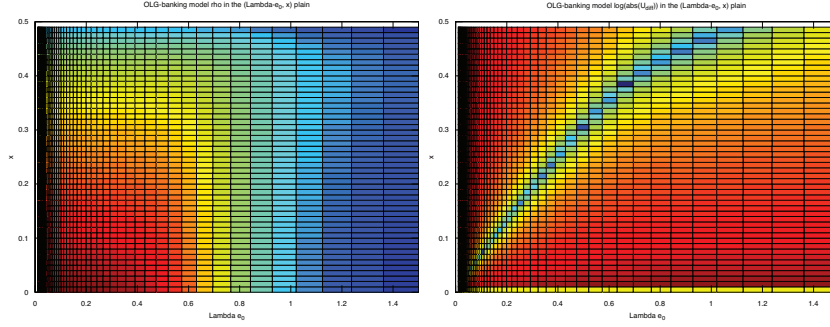 OLG-banking model rho in the (Lambda-e₀, x) plain
0.5
0.4
0.3
0.2
0.1
0
x
0 0.2 0.4 0.6 0.8 1 1.2 1.4
Lambda e₀
OLG-banking model log(abs(U_diff)) in the (Lambda-e₀, x) plain
0.5
0.4
0.3
0.2
0.1
0
x
0.2 0.4 0.6 0.8 1 1.2 1.4
Lambda e₀